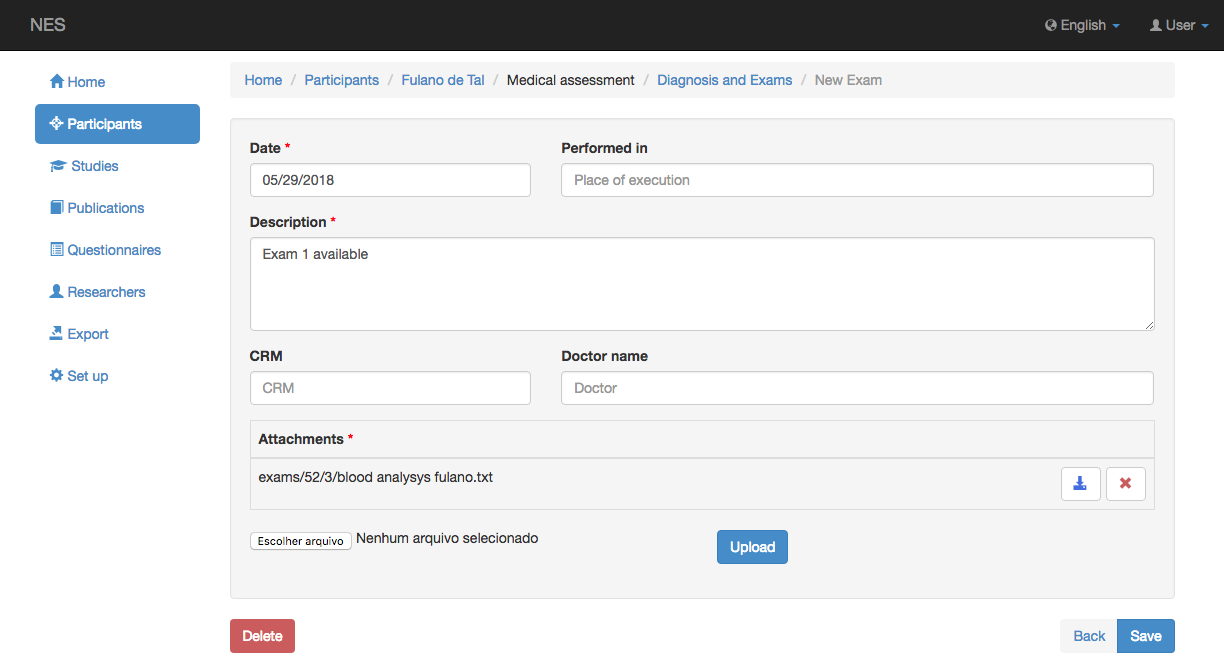 NES
English
User
Home
Participants
Studies
Publications
Questionnaires
Researchers
Export
Set up
Home / Participants / Fulano de Tal / Medical assessment / Diagnosis and Exams / New Exam
Date * Performed in
05/29/2018 Place of execution
Description *
Exam 1 available
CRM Doctor name
CRM Doctor
Attachments *
exams/52/3/blood analysys fulano.txt
Escolher arquivo Nenhum arquivo selecionado Upload
Delete Back Save